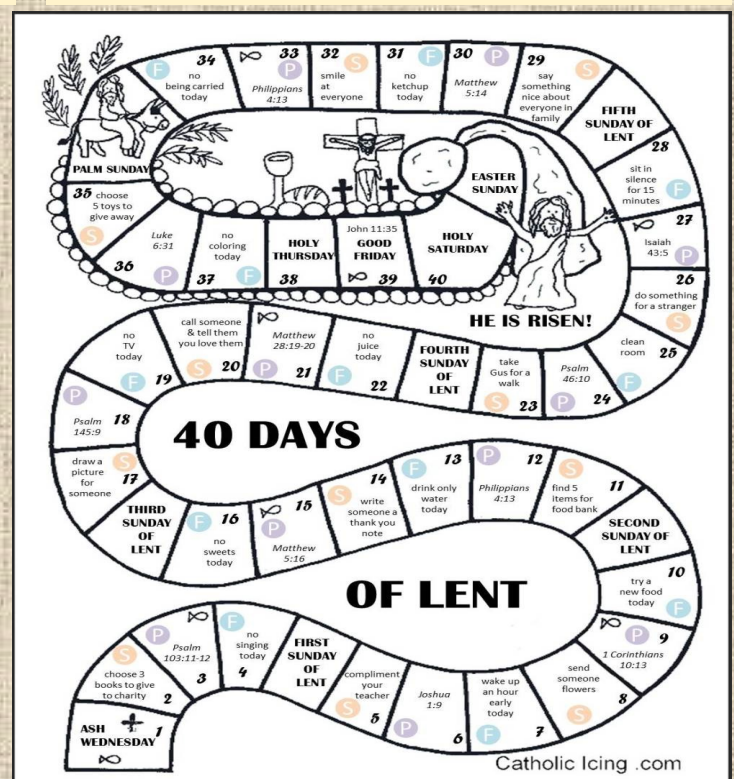 ASH
WEDNESDAY
1
choose 3
books to give
to charity
S
2
P
Psalm
103:11-12
3
F
no
singing
today
4
FIRST
SUNDAY
OF
LENT
compliment
your
teacher
S
5
Joshua
1:9
P
6
wake up
an hour
early
today
F
7
send
someone
flowers
S
8
P
9
1 Corinthians
10:13
10
try a
new food
today
F
SECOND
SUNDAY OF
LENT
S
11
find 5
items for
food bank
P
12
Philippians
4:13
F
13
drink only
water
today
14
S
write
someone a
thank you
note
15
P
Matthew
5:16
F
16
no
sweets
today
THIRD
SUNDAY
OF
LENT
draw a
picture
for
someone
S
17
P
Psalm
145:9
18
no
TV
today
F
19
call someone
& tell them
you love them
S
20
Matthew
28:19-20
P
21
no
juice
today
F
22
FOURTH
SUNDAY
OF
LENT
take
Gus for a
walk
S
23
Psalm
46:10
P
24
clean
room
F
25
26
do something
for a stranger
S
27
Isaiah
43:5
P
28
sit in
silence
for 15
minutes
F
FIFTH
SUNDAY OF
LENT
29
say
something
nice about
everyone in
family
S
30
P
Matthew
5:14
31
F
no
ketchup
today
32
S
smile
at
everyone
33
P
Philippians
4:13
34
F
no
being carried
today
PALM SUNDAY
35
choose
5 toys to
give away
S
Luke
6:31
36
P
no
coloring
today
37
F
HOLY
THURSDAY
38
John 11:35
GOOD
FRIDAY
39
HOLY
SATURDAY
40
EASTER
SUNDAY
HE IS RISEN!
40 DAYS
OF LENT
Catholic Icing .com